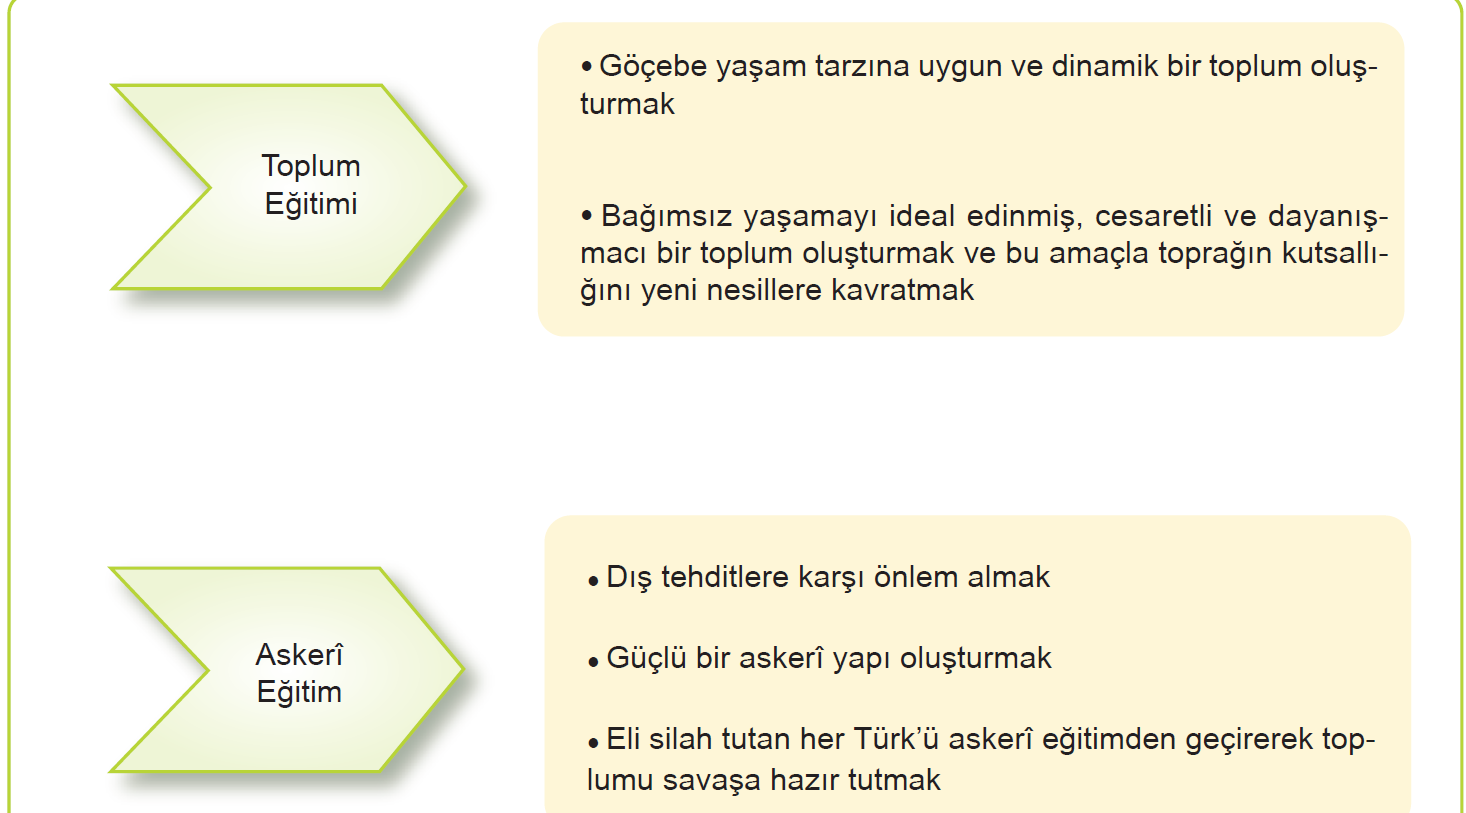 Toplum
Eğitimi
• Göçebe yaşam tarzına uygun ve dinamik bir toplum oluş-
turmak
• Bağımsız yaşamayı ideal edinmiş, cesaretli ve dayanış-
macı bir toplum oluşturmak ve bu amaçla toprağın kutsallı-
ğını yeni nesillere kavratmak
Askerî
Eğitim
• Dış tehditlere karşı önlem almak
• Güçlü bir askerî yapı oluşturmak
• Eli silah tutan her Türk’ü askerî eğitimden geçirerek top-
lumu savaşa hazır tutmak